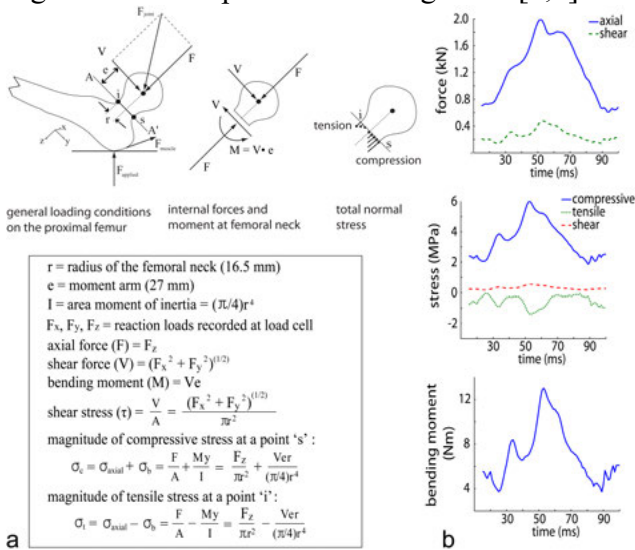 F joint
V
F
A
e
i
r
s
A'
z
x
y
F muscle
F applied
V
V
F
M = V•e
F
i
tension
s
compression
general loading conditions
on the proximal femur
internal forces and
moment at femoral neck
total normal
stress
r = radius of the femoral neck (16.5 mm)
e = moment arm (27 mm)
I = area moment of inertia = (π/4)r⁴
Fx, Fy, Fz = reaction loads recorded at load cell
axial force (F) = Fz
shear force (V) = (Fx² + Fy²)^(1/2)
bending moment (M) = Ve
shear stress (τ) = V/A = (Fx² + Fy²)^(1/2) / πr²
magnitude of compressive stress at a point ‘s’ :
σc = σaxial + σb = F/A + My/I = Fz/πr² + Ver/(π/4)r⁴
magnitude of tensile stress at a point ‘i’ :
σt = σaxial − σb = F/A − My/I = Fz/πr² − Ver/(π/4)r⁴
a
axial
shear
force (kN)
2.0
1.6
1.2
0.8
0.4
30 60 90
time (ms)
compressive
tensile
shear
stress (MPa)
6
4
2
0
-2
30 60 90
time (ms)
bending moment
(Nm)
12
8
4
30 60 90
time (ms)
b